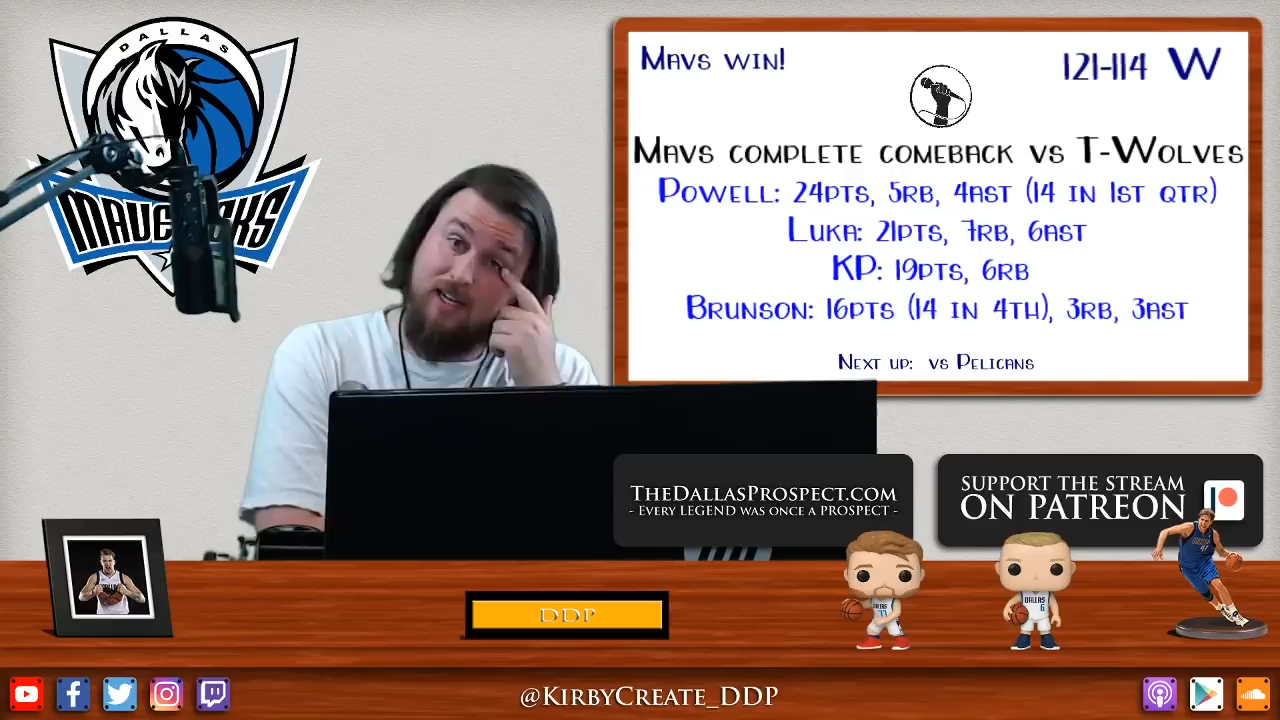 DALLAS
MAVERICKS
MAVS WIN!
121-114 W
MAVS COMPLETE COMEBACK VS T-WOLVES
POWELL: 24PTS, 5RB, 4AST (14 IN 1ST QTR)
LUKA: 21PTS, 7RB, 6AST
KP: 19PTS, 6RB
BRUNSON: 16PTS (14 IN 4TH), 3RB, 3AST
NEXT UP: VS PELICANS
THEDALLASPROSPECT.COM
- EVERY LEGEND WAS ONCE A PROSPECT -
SUPPORT THE STREAM
ON PATREON
DDP
DALLAS
6
@KIRBYCREATE_DDP